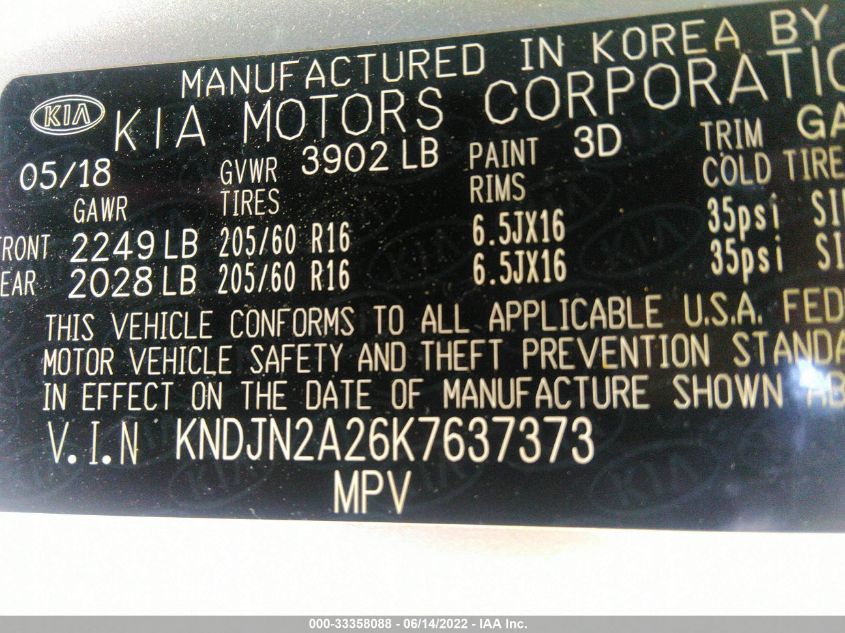 MANUFACTURED IN KOREA BY
KIA KIA MOTORS CORPORATIO
05/18 GVWR 3902 LB PAINT 3D TRIM GA
GAWR TIRES RIMS COLD TIRE
FRONT 2249 LB 205/60 R16 6.5JX16 35psi SI
EAR 2028 LB 205/60 R16 6.5JX16 35psi SI
THIS VEHICLE CONFORMS TO ALL APPLICABLE U.S.A. FED
MOTOR VEHICLE SAFETY AND THEFT PREVENTION STANDA
IN EFFECT ON THE DATE OF MANUFACTURE SHOWN AB
V.I.N KNDJN2A26K7637373
MPV
000-33358088 - 06/14/2022 - IAA Inc.